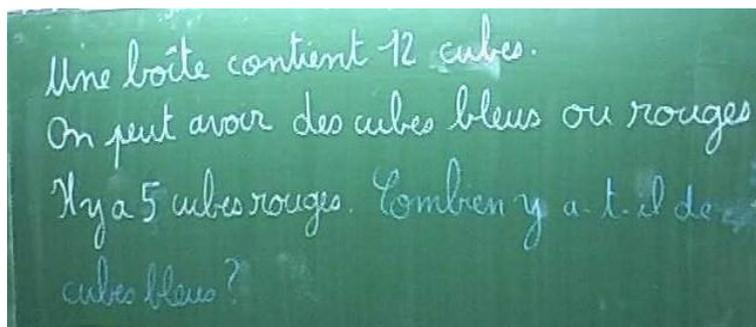 Une boîte contient 12 cubes.
On peut avoir des cubes bleus ou rouges
Il y a 5 cubes rouges. Combien y a-t-il de
cubes bleus ?